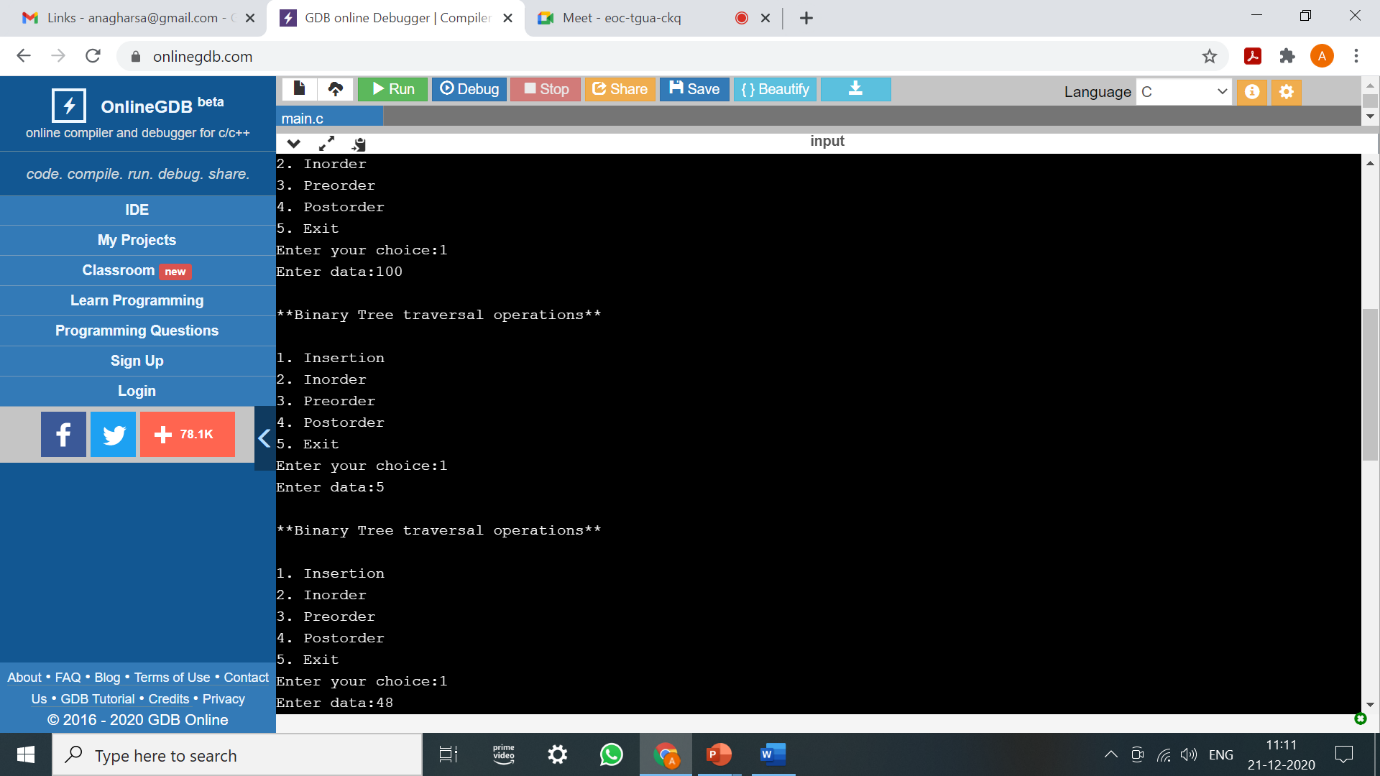 Links - anagharsa@gmail.com -
GDB online Debugger | Compiler
Meet - eoc-tgua-ckq
onlinegdb.com
A
OnlineGDB beta
online compiler and debugger for c/c++
code. compile. run. debug. share.
IDE
My Projects
Classroom new
Learn Programming
Programming Questions
Sign Up
Login
f
+ 78.1K
About • FAQ • Blog • Terms of Use • Contact
Us • GDB Tutorial • Credits • Privacy
© 2016 - 2020 GDB Online
Run
Debug
Stop
Share
Save
{ } Beautify
Language C
main.c
input
2. Inorder
3. Preorder
4. Postorder
5. Exit
Enter your choice:1
Enter data:100
**Binary Tree traversal operations**
1. Insertion
2. Inorder
3. Preorder
4. Postorder
5. Exit
Enter your choice:1
Enter data:5
**Binary Tree traversal operations**
1. Insertion
2. Inorder
3. Preorder
4. Postorder
5. Exit
Enter your choice:1
Enter data:48
Type here to search
prime
video
A
P
W
ENG
11:11
21-12-2020